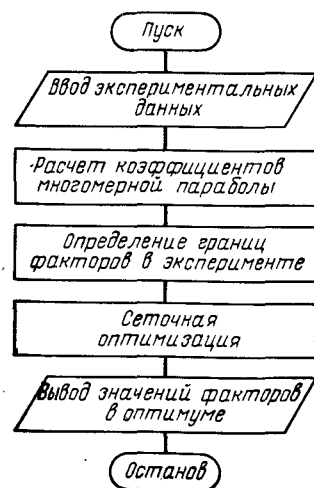 Пуск
Ввод экспериментальных
данных
Расчет коэффициентов
многомерной параболы
Определение границ
факторов в эксперименте
Сеточная
оптимизация
Вывод значений факторов
в оптимуме
Останов